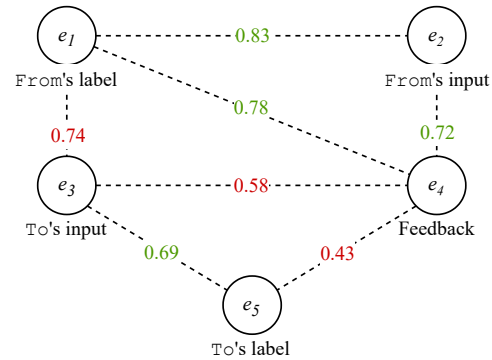 e1
e2
0.83
From's label
From's input
0.78
0.74
0.72
e3
e4
0.58
To's input
Feedback
0.69
0.43
e5
To's label